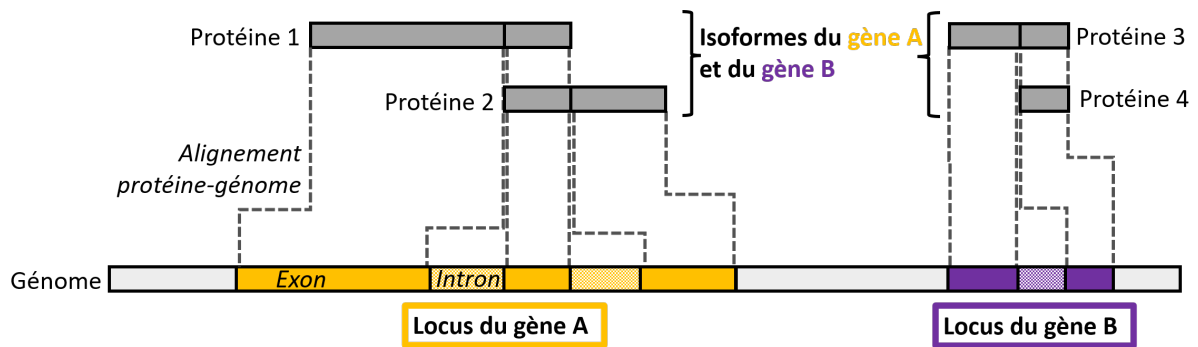 Protéine 1
Isoformes du gène A
et du gène B
Protéine 3
Protéine 2
Protéine 4
Alignement
protéine-génome
Génome
Exon
Intron
Locus du gène A
Locus du gène B